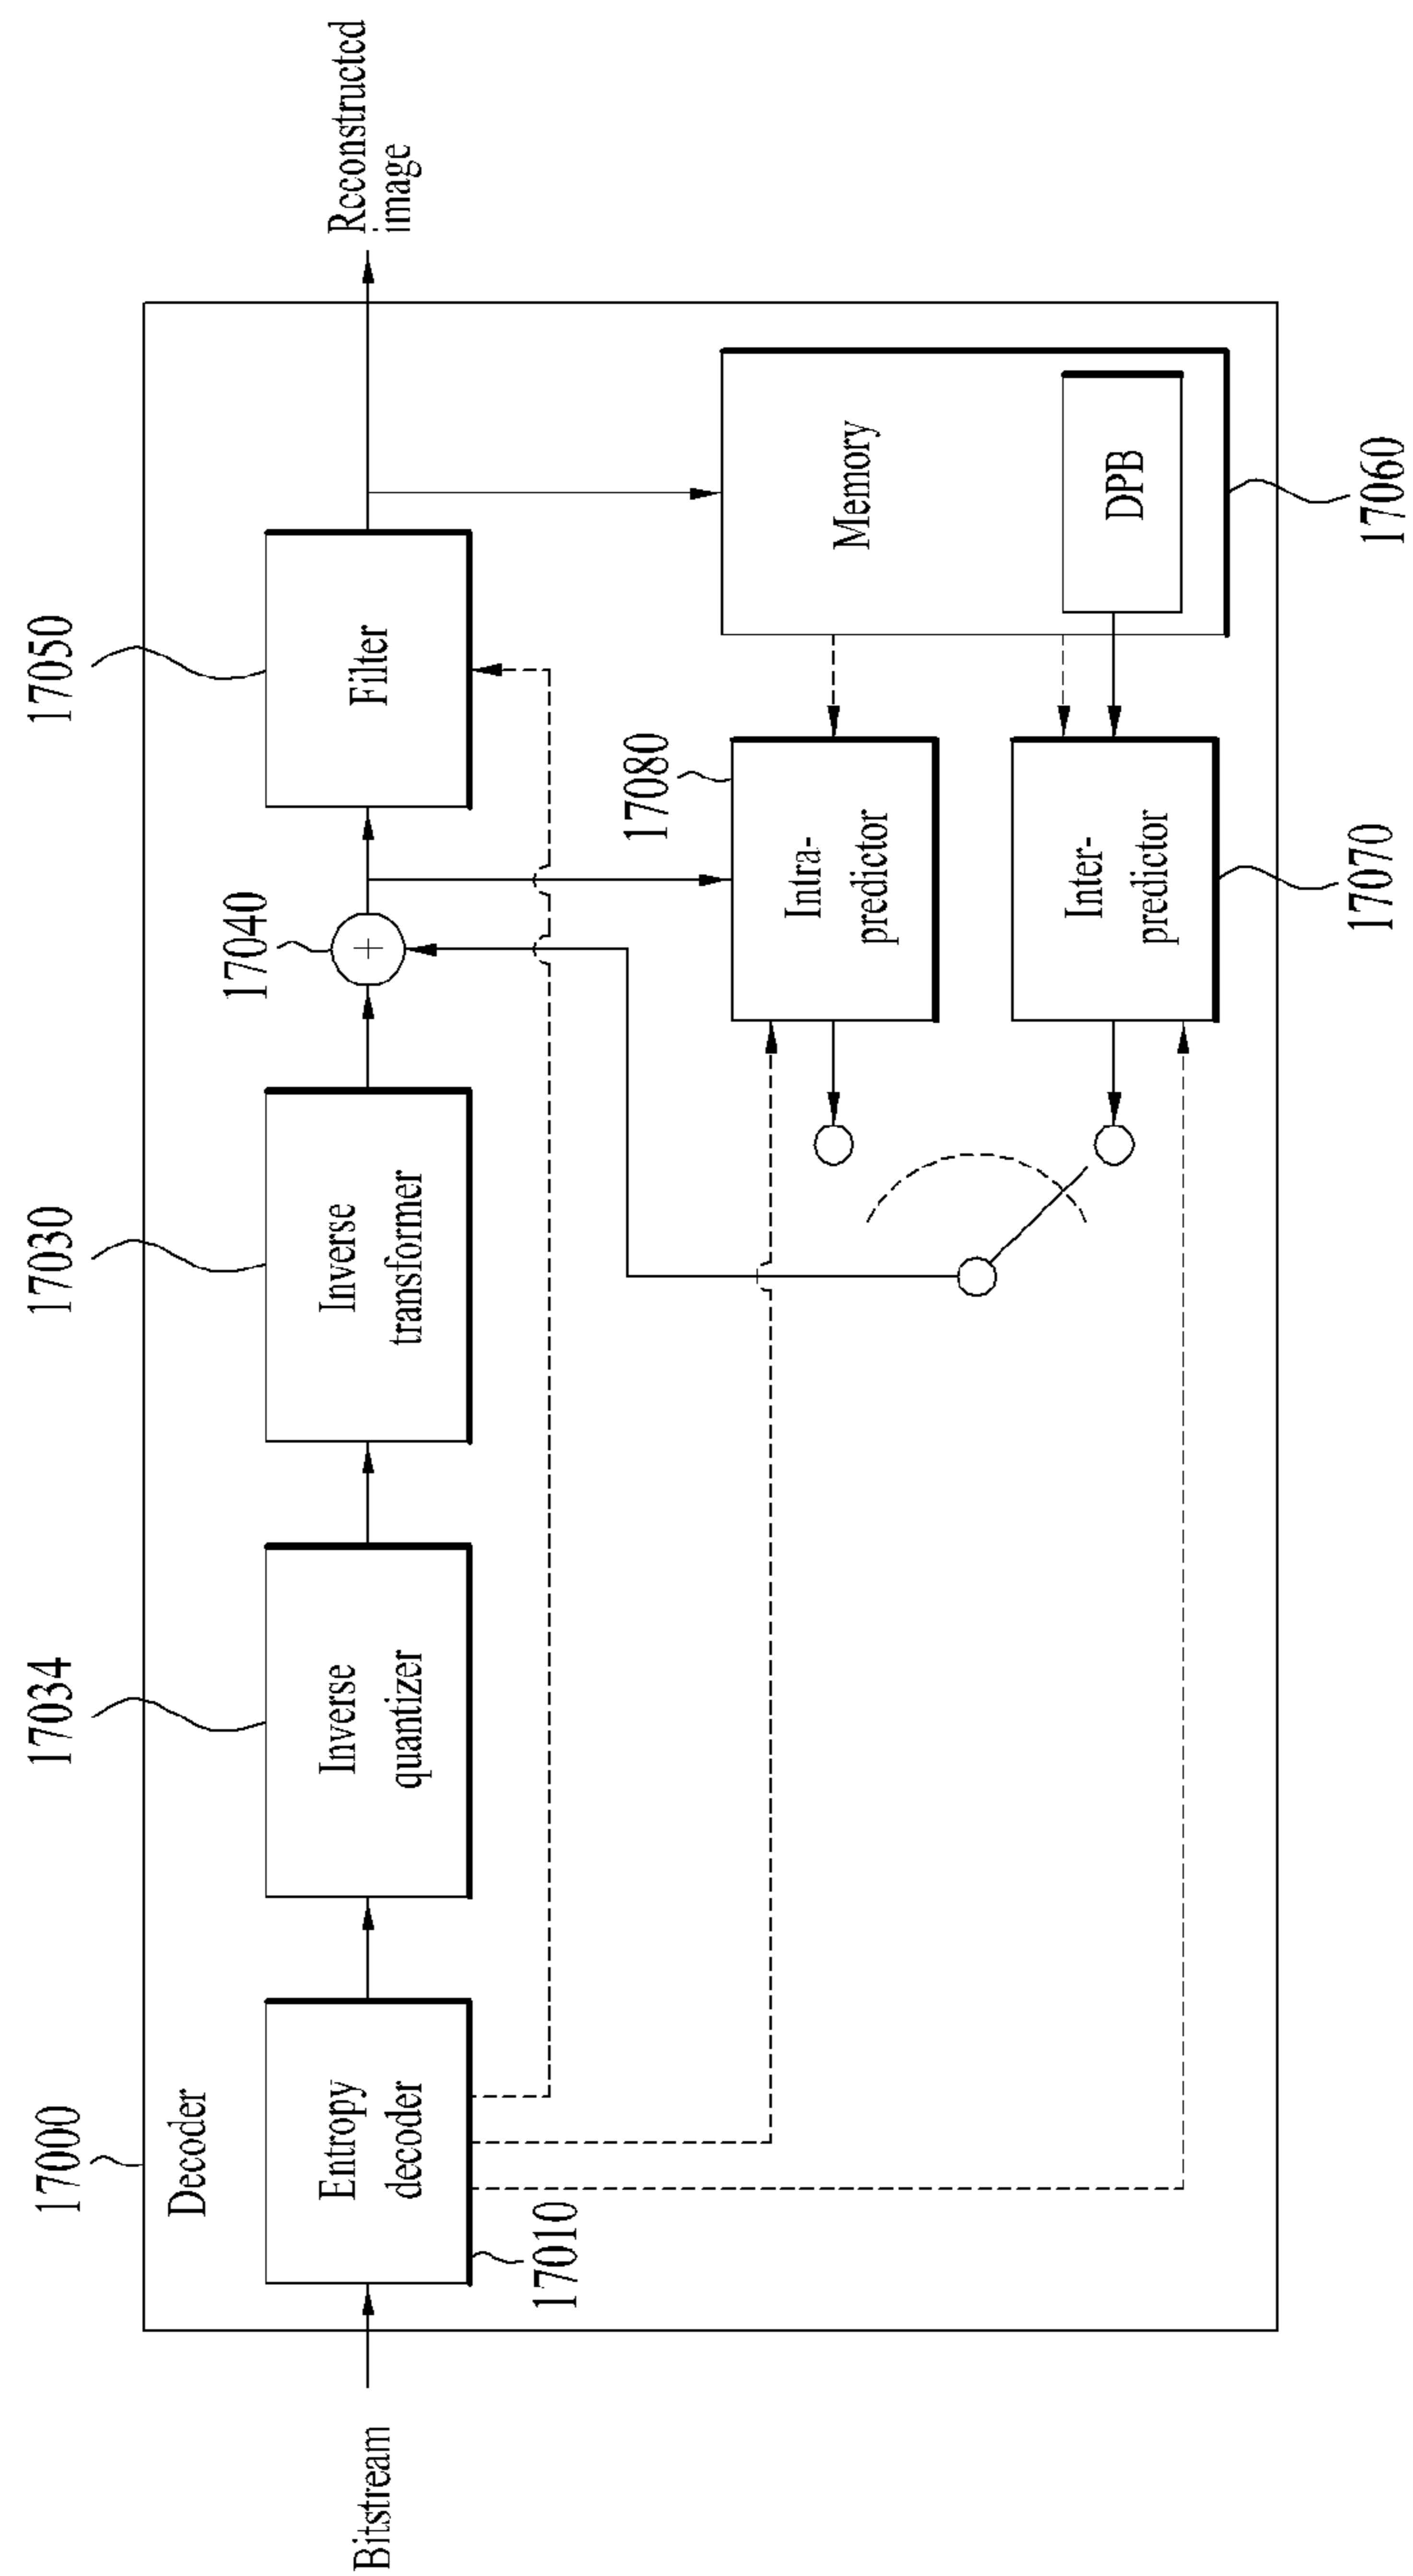 17000
Decoder
Bitstream
Entropy
decoder
17010
17034
Inverse
quantizer
17030
Inverse
transformer
17040
+
17050
Filter
Reconstructed
image
17080
Intra-
predictor
Inter-
predictor
17070
Memory
DPB
17060